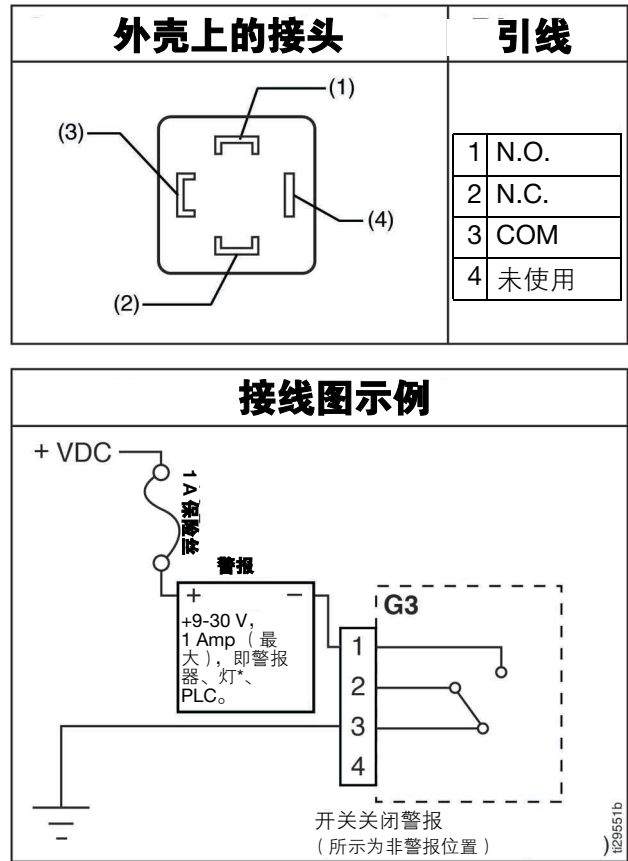 外壳上的接头
引线
(1)
(3)
(4)
(2)
1 N.O.
2 N.C.
3 COM
4 未使用
接线图示例
+ VDC
1 A 保险丝
警报
+ −
+9-30 V，
1 Amp （最
大），即警报
器、灯*、
PLC。
G3
1
2
3
4
开关关闭警报
（所示为非警报位置）
)
ti29551b